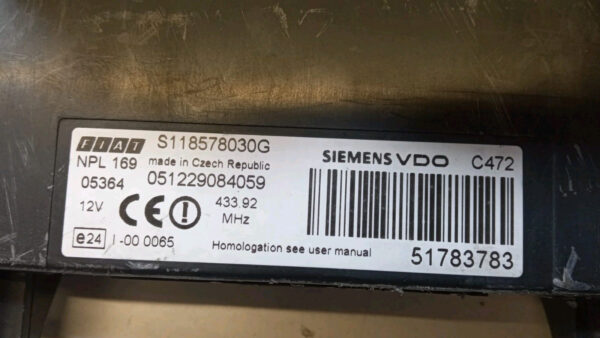 FIAT S118578030G
NPL 169 made in Czech Republic
05364 051229084059
12V CE 433.92
MHz
e24 I-00 0065
Homologation see user manual
SIEMENS VDO C472
51783783